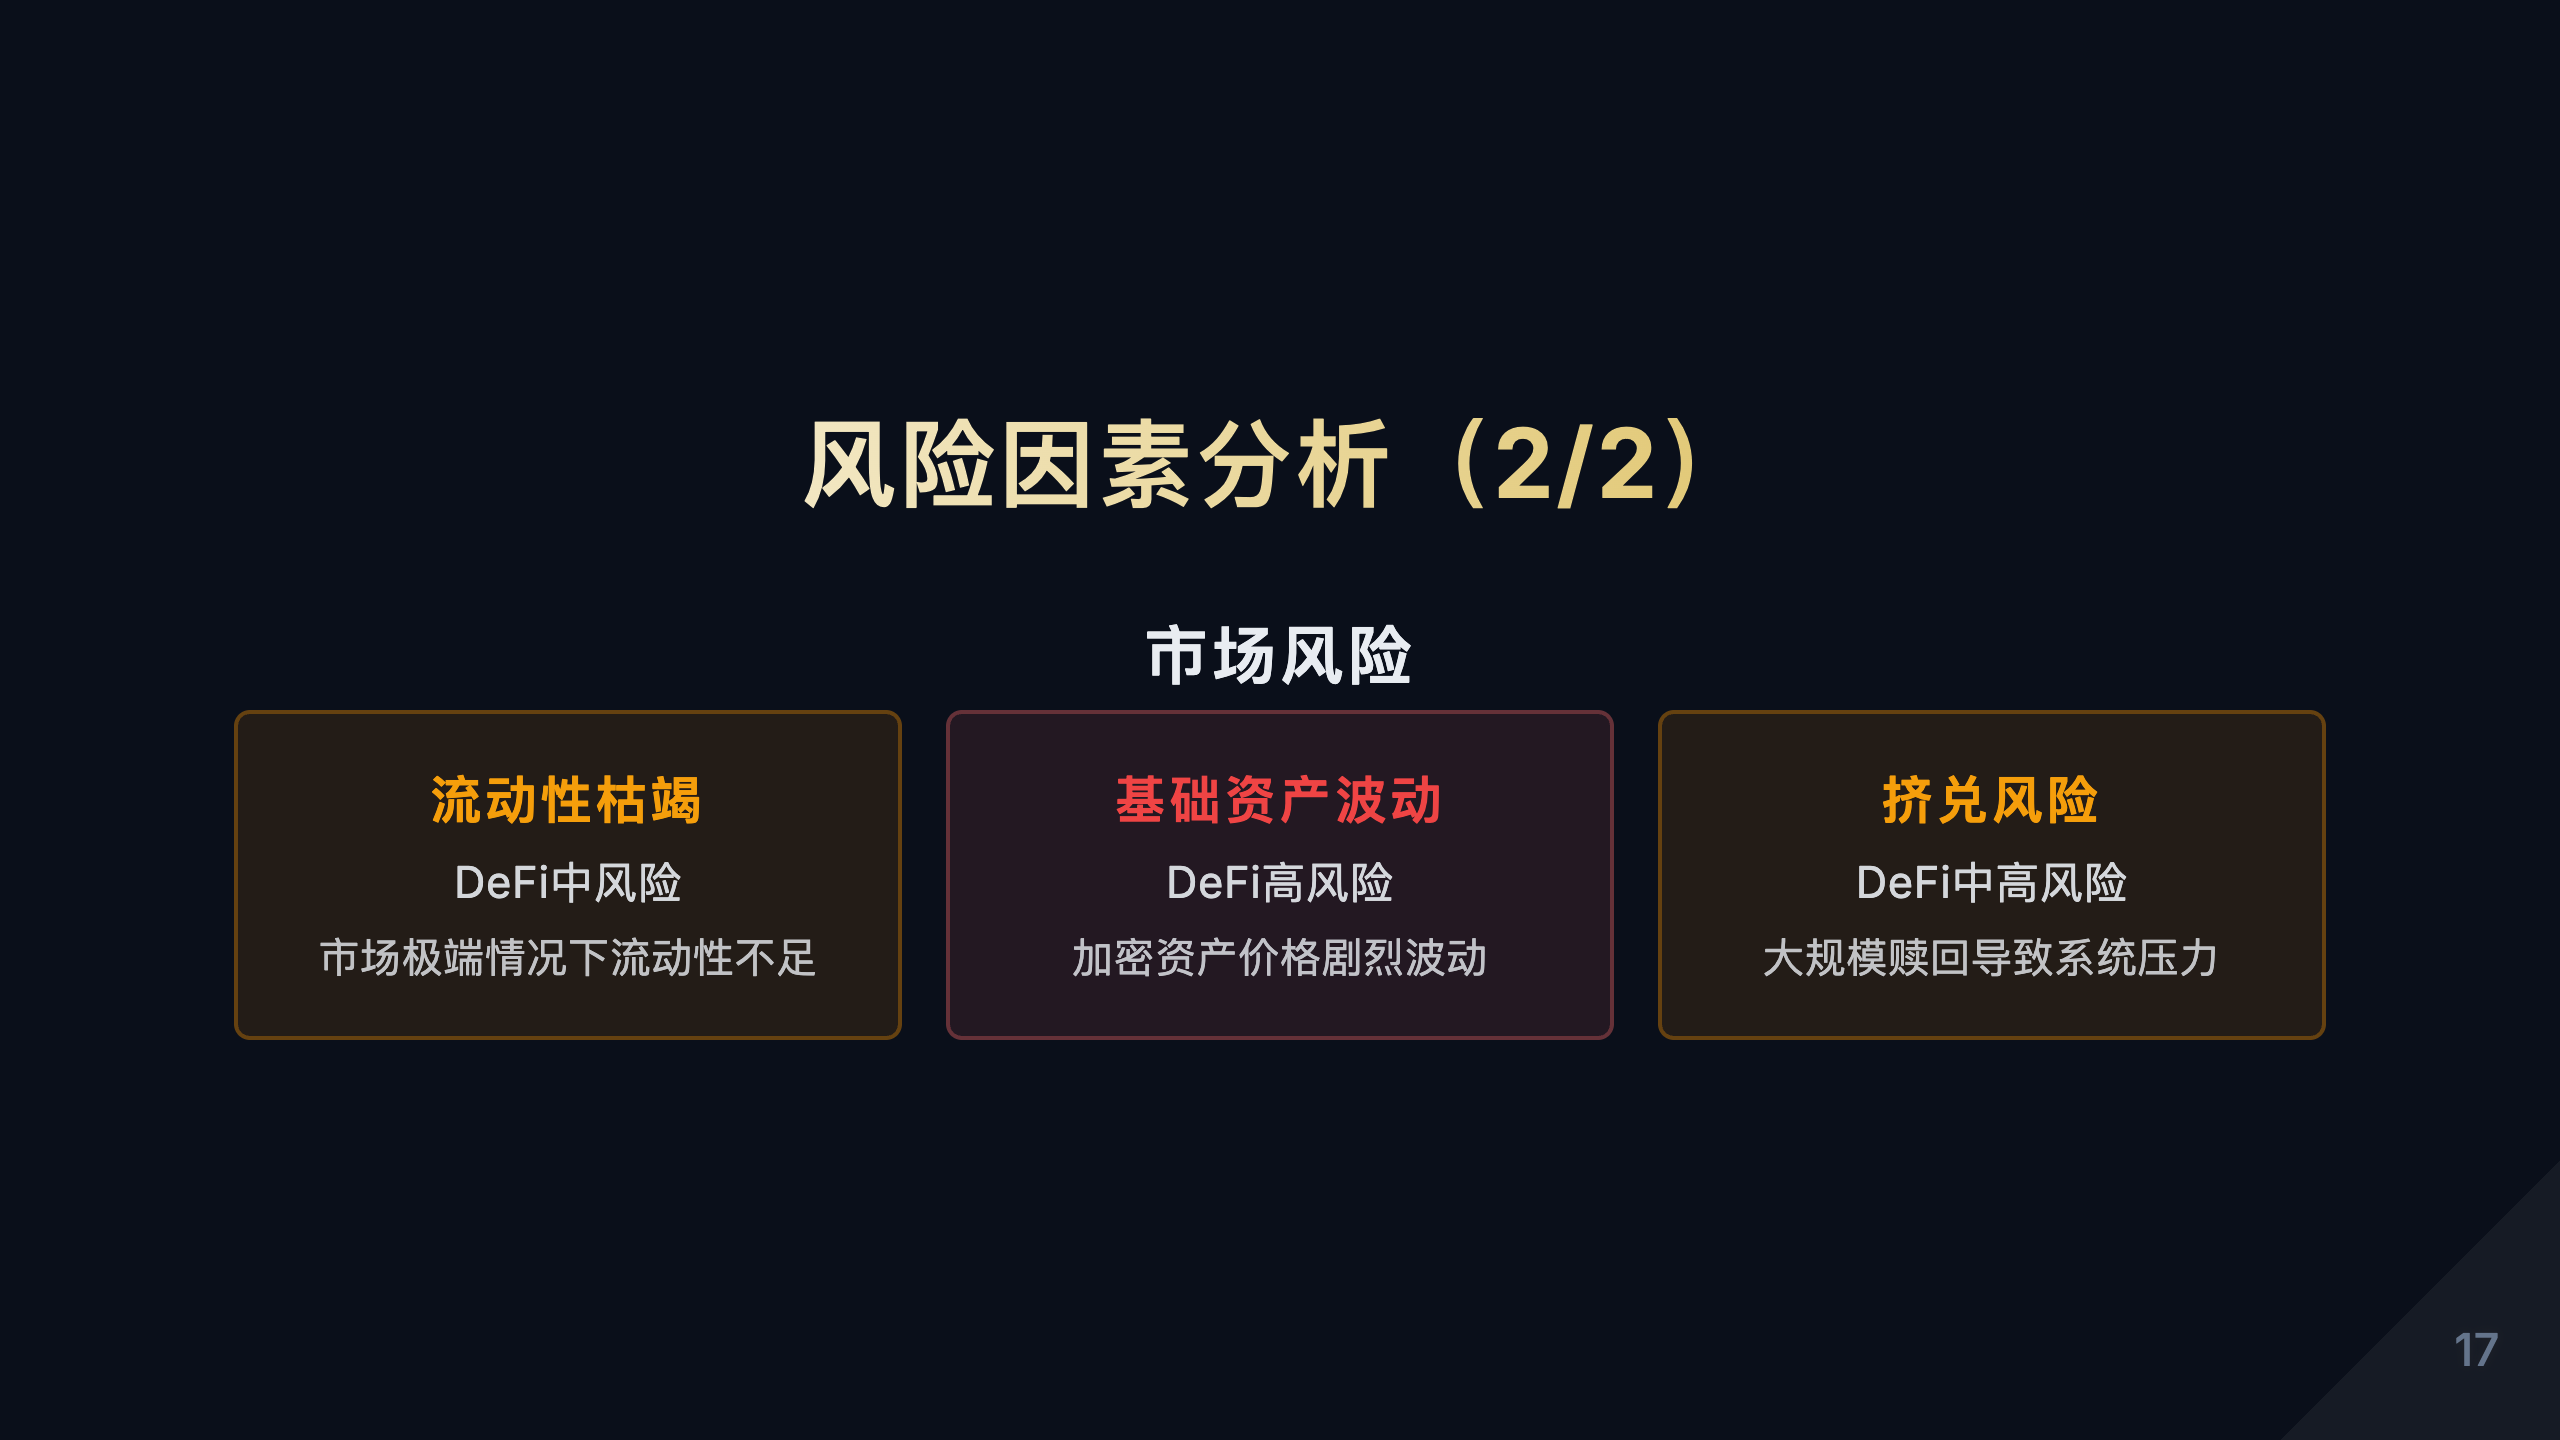 风险因素分析（2/2）
市场风险
流动性枯竭
DeFi中风险
市场极端情况下流动性不足
基础资产波动
DeFi高风险
加密资产价格剧烈波动
挤兑风险
DeFi中高风险
大规模赎回导致系统压力
17